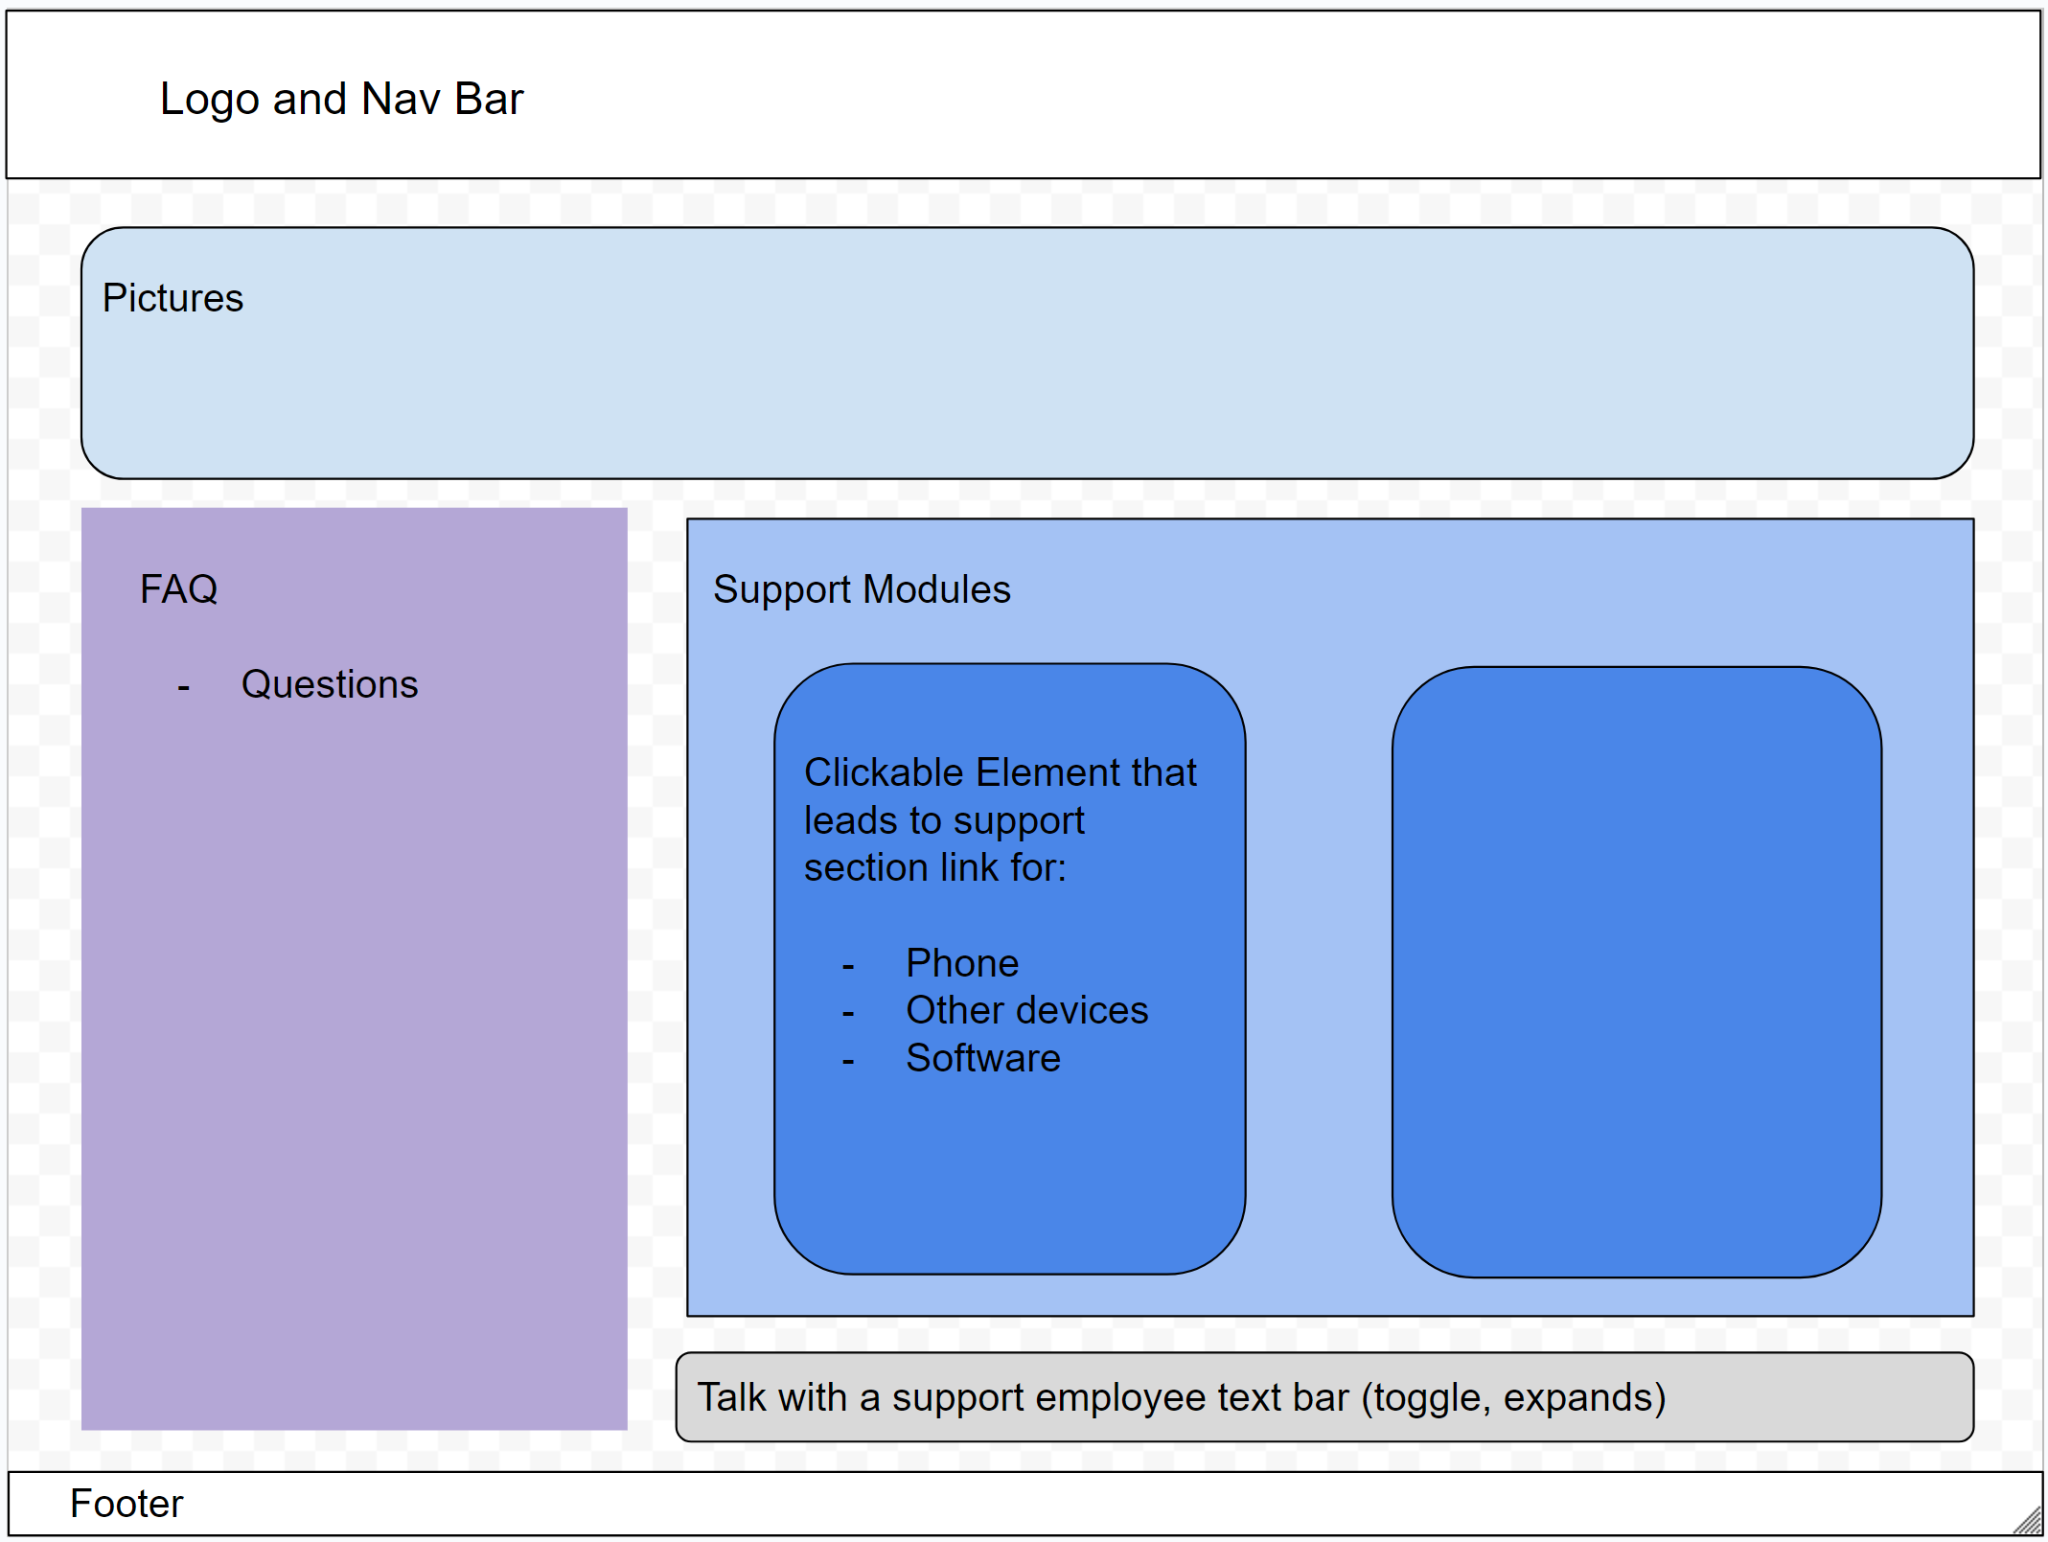 Logo and Nav Bar
Pictures
FAQ
- Questions
Support Modules
Clickable Element that
leads to support
section link for:
- Phone
- Other devices
- Software
Talk with a support employee text bar (toggle, expands)
Footer